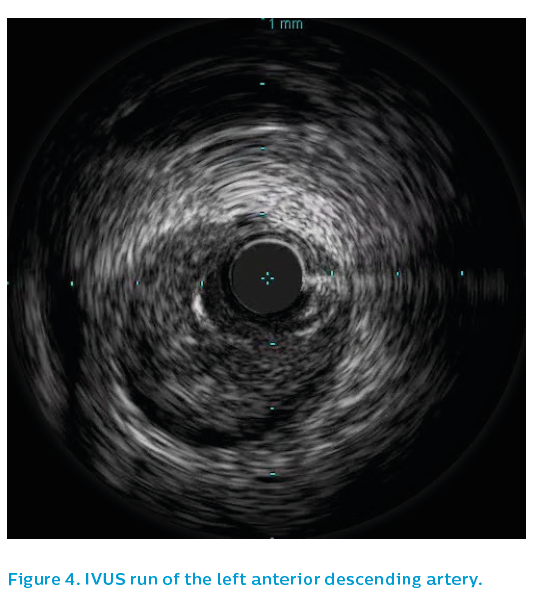 1 mm
Figure 4. IVUS run of the left anterior descending artery.